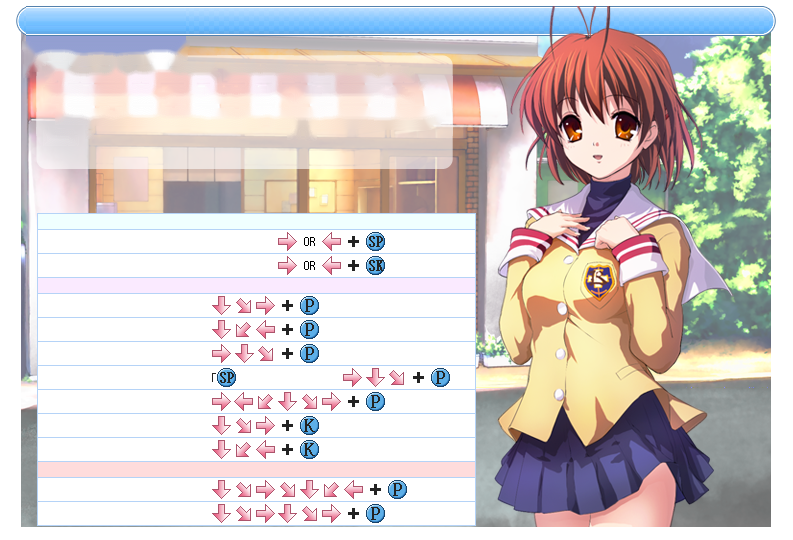 → OR ← + SP
→ OR ← + SK
↓ ↘ → + P
↓ ↙ ← + P
→ ↓ ↘ + P
「SP → ↓ ↘ + P
→ ← ↙ ↓ ↘ → + P
↓ ↘ → + K
↓ ↙ ← + K
↓ ↘ → ↘ ↓ ↙ ← + P
↓ ↘ → ↓ ↘ → + P